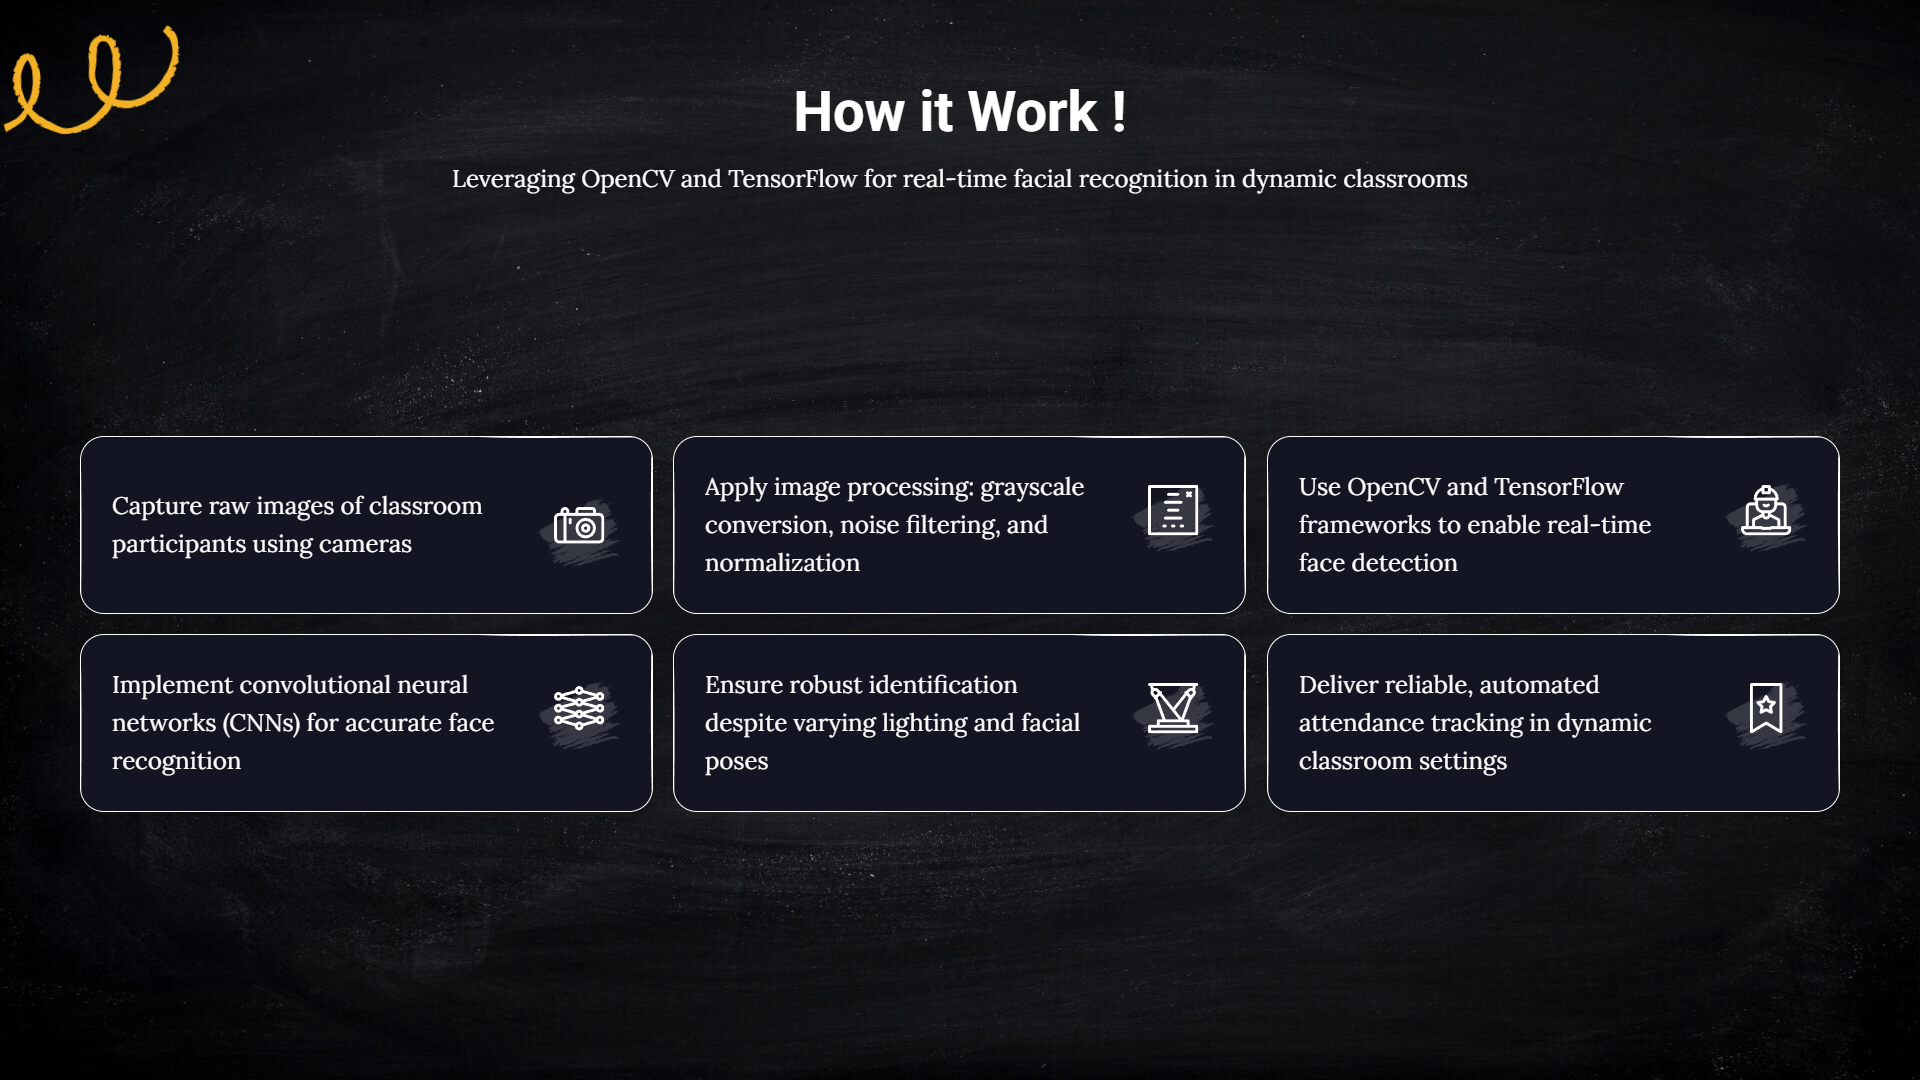 How it Work !
Leveraging OpenCV and TensorFlow for real-time facial recognition in dynamic classrooms
Capture raw images of classroom
participants using cameras
Apply image processing: grayscale
conversion, noise filtering, and
normalization
Use OpenCV and TensorFlow
frameworks to enable real-time
face detection
Implement convolutional neural
networks (CNNs) for accurate face
recognition
Ensure robust identification
despite varying lighting and facial
poses
Deliver reliable, automated
attendance tracking in dynamic
classroom settings